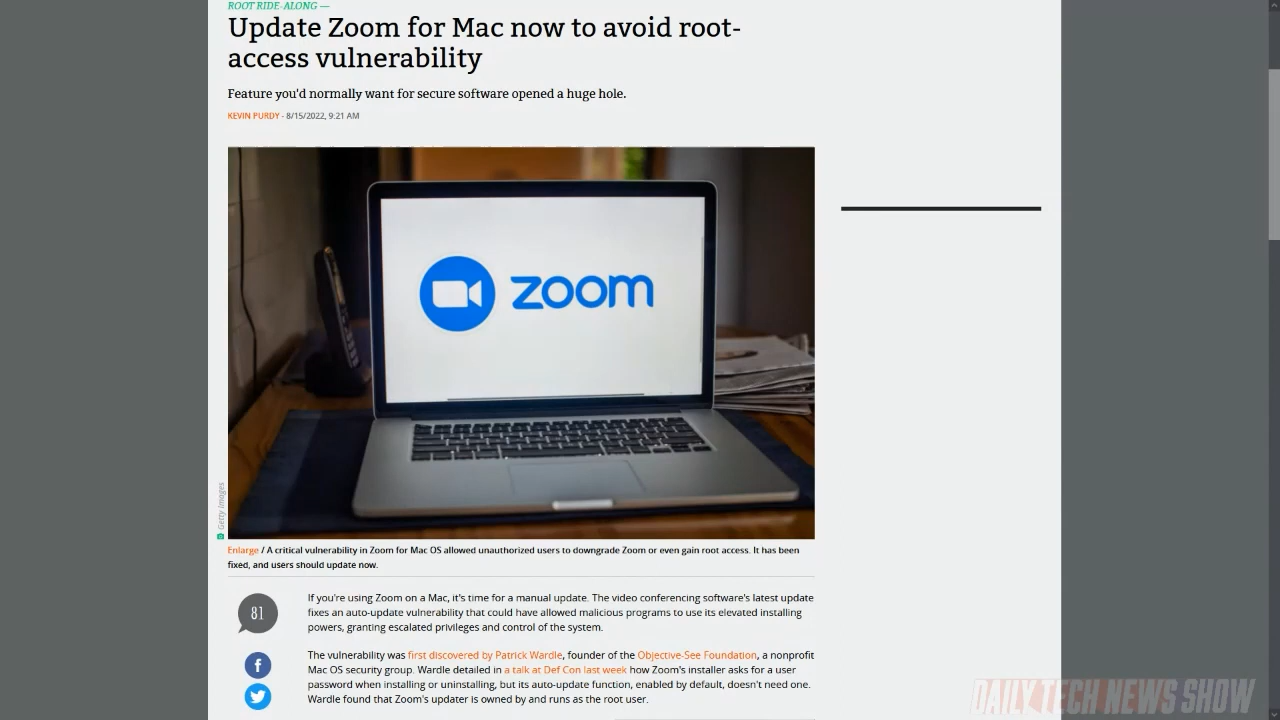 ROOT RIDE-ALONG —
Update Zoom for Mac now to avoid root-
access vulnerability
Feature you'd normally want for secure software opened a huge hole.
KEVIN PURDY - 8/15/2022, 9:21 AM
zoom
Getty Images
Enlarge / A critical vulnerability in Zoom for Mac OS allowed unauthorized users to downgrade Zoom or even gain root access. It has been
fixed, and users should update now.
81
If you're using Zoom on a Mac, it's time for a manual update. The video conferencing software's latest update
fixes an auto-update vulnerability that could have allowed malicious programs to use its elevated installing
powers, granting escalated privileges and control of the system.
The vulnerability was first discovered by Patrick Wardle, founder of the Objective-See Foundation, a nonprofit
Mac OS security group. Wardle detailed in a talk at Def Con last week how Zoom's installer asks for a user
password when installing or uninstalling, but its auto-update function, enabled by default, doesn't need one.
Wardle found that Zoom's updater is owned by and runs as the root user.
DAILY TECH NEWS SHOW